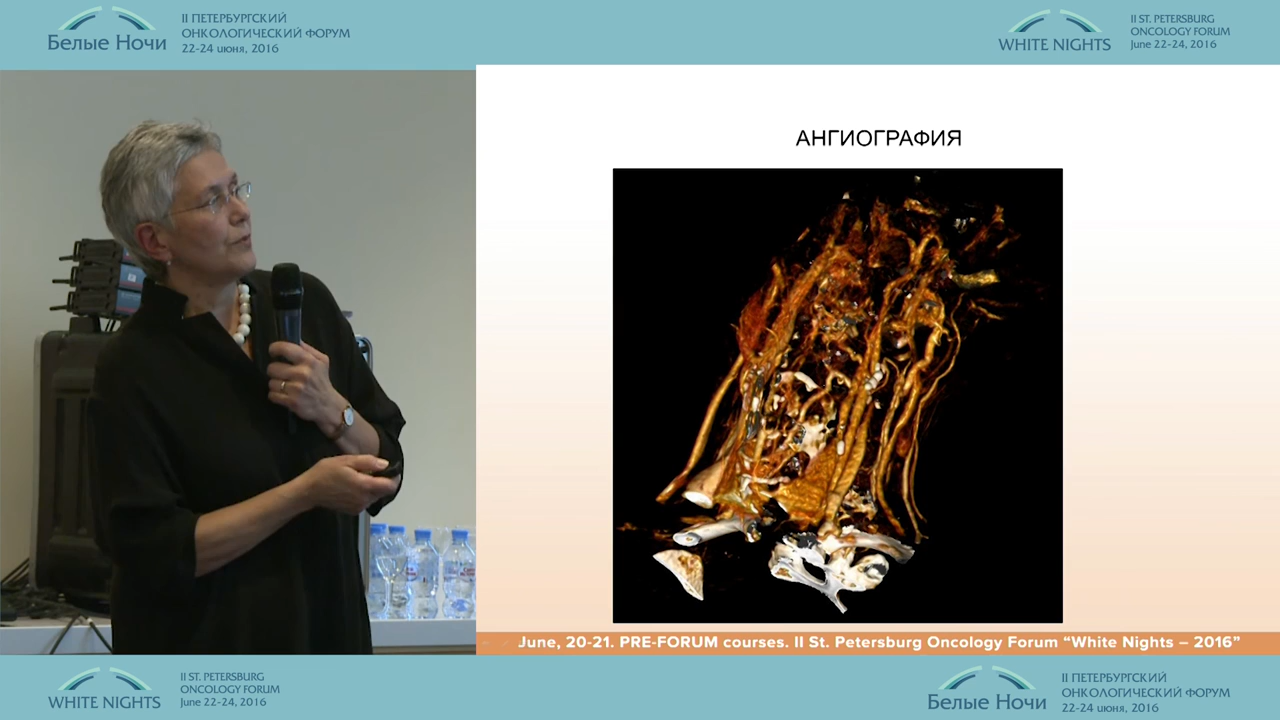 Белые Ночи
II ПЕТЕРБУРГСКИЙ
ОНКОЛОГИЧЕСКИЙ ФОРУМ
22-24 июня, 2016
WHITE NIGHTS
II ST. PETERSBURG
ONCOLOGY FORUM
June 22-24, 2016
АНГИОГРАФИЯ
June, 20-21. PRE-FORUM courses. II St. Petersburg Oncology Forum “White Nights – 2016”
WHITE NIGHTS
II ST. PETERSBURG
ONCOLOGY FORUM
June 22-24, 2016
Белые Ночи
II ПЕТЕРБУРГСКИЙ
ОНКОЛОГИЧЕСКИЙ ФОРУМ
22-24 июня, 2016